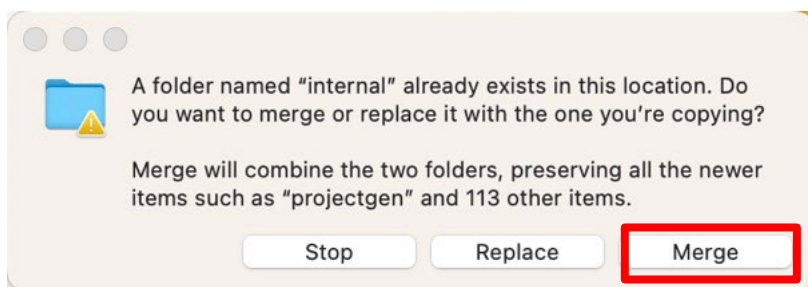 A folder named “internal” already exists in this location. Do
you want to merge or replace it with the one you’re copying?
Merge will combine the two folders, preserving all the newer
items such as “projectgen” and 113 other items.
Stop Replace Merge